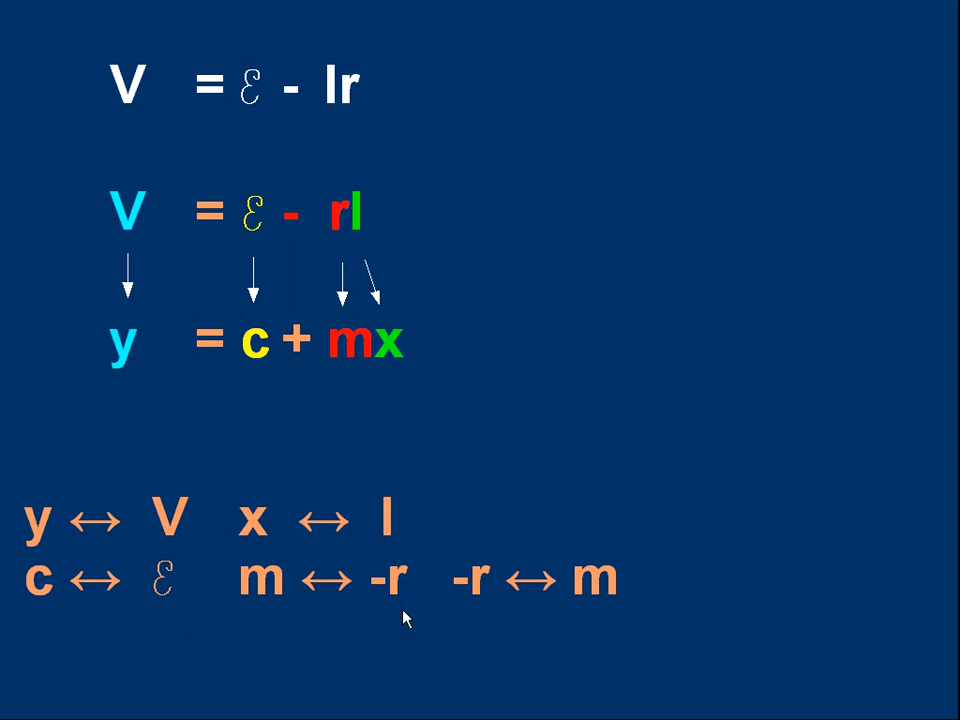 V = ℰ - Ir
V = ℰ - rI
y = c + mx
y ↔ V x ↔ I
c ↔ ℰ m ↔ -r -r ↔ m